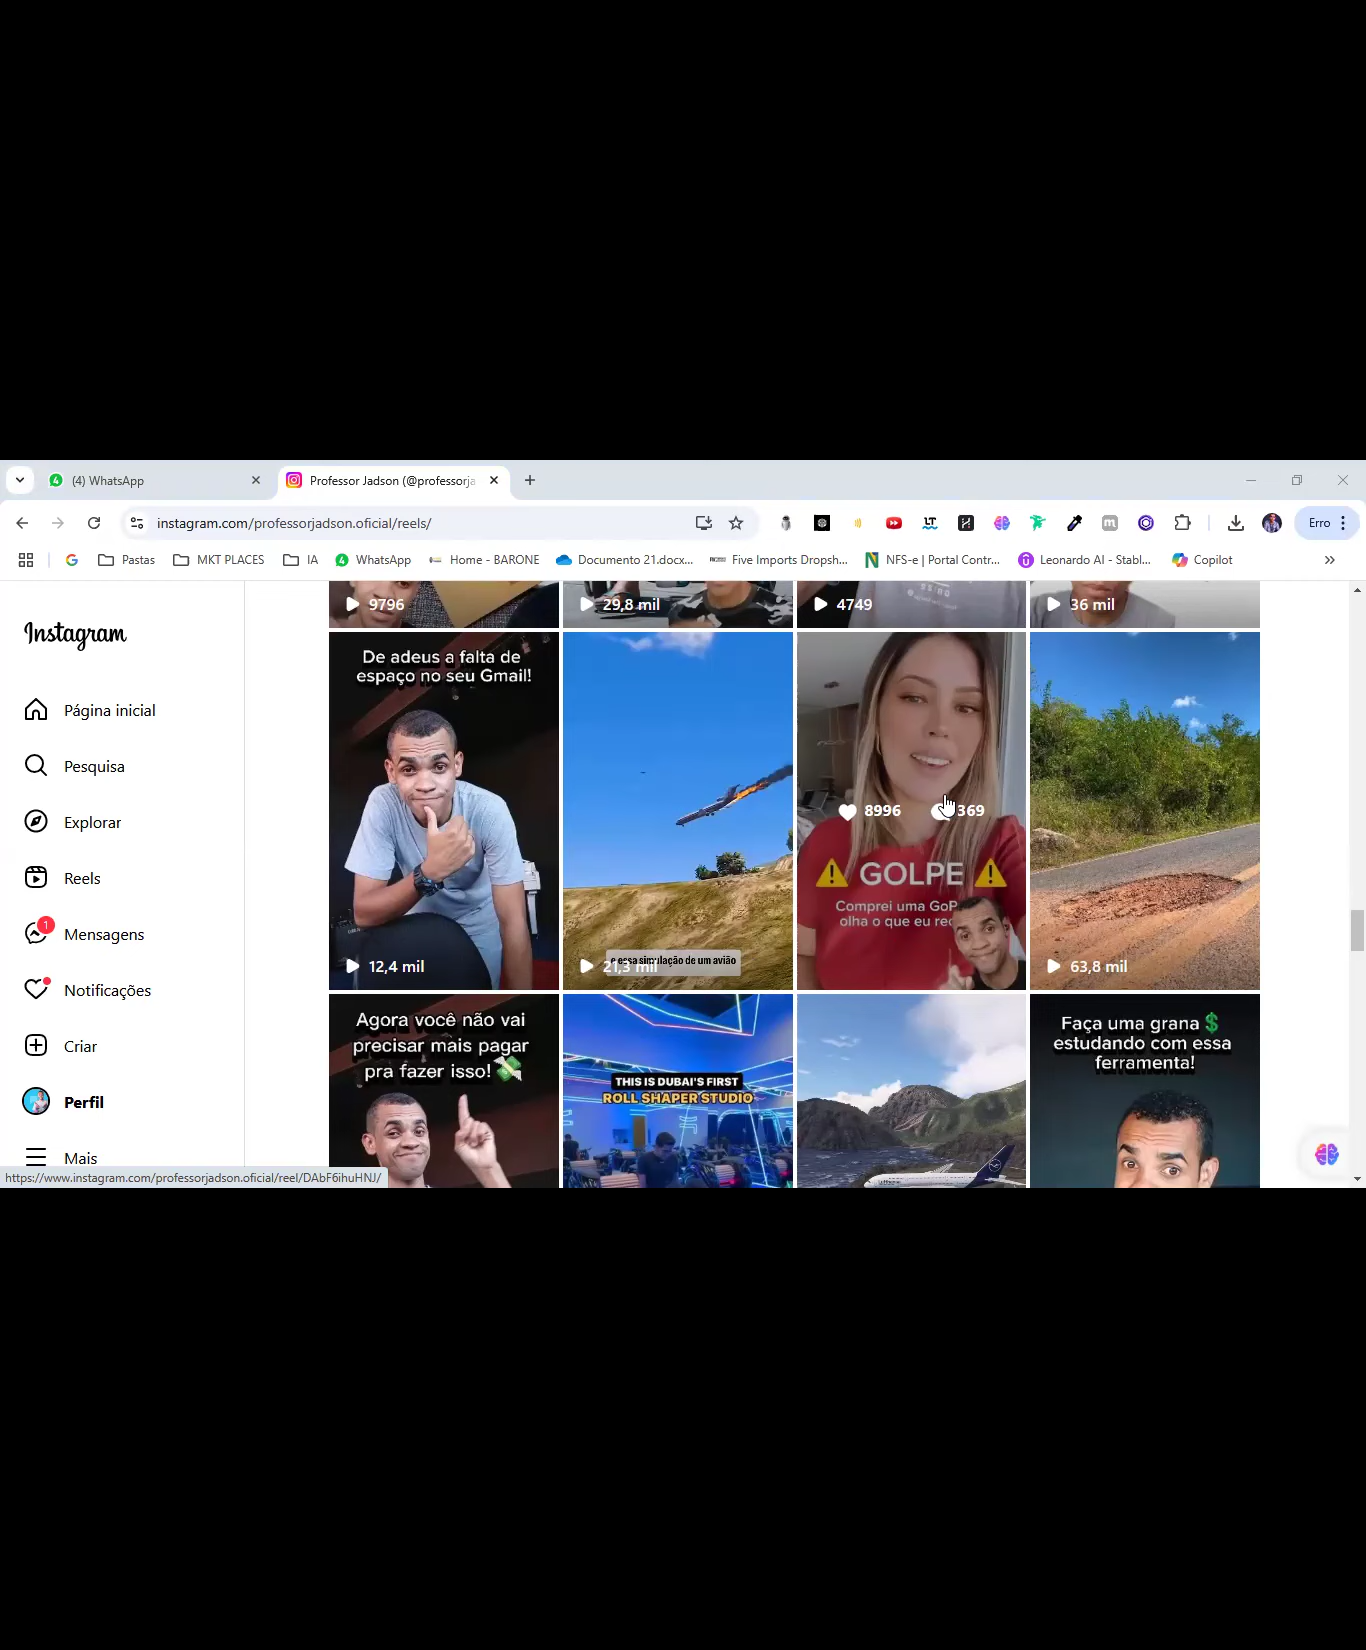 (4) WhatsApp
Professor Jadson (@professorja
instagram.com/professorjadson.oficial/reels/
Erro
Pastas
MKT PLACES
IA
WhatsApp
Home - BARONE
Documento 21.docx...
Five Imports Dropsh...
NFS-e | Portal Contr...
Leonardo AI - Stabl...
Copilot
Instagram
Página inicial
Pesquisa
Explorar
Reels
1
Mensagens
Notificações
Criar
Perfil
Mais
9796
29,8 mil
4749
36 mil
De adeus a falta de
espaço no seu Gmail!
12,4 mil
e essa simulação de um avião
21,3 mil
8996
369
GOLPE
Comprei uma GoP
olha o que eu rec
63,8 mil
Agora você não vai
precisar mais pagar
pra fazer isso!
THIS IS DUBAI'S FIRST
ROLL SHAPER STUDIO
Faça uma grana
estudando com essa
ferramenta!
https://www.instagram.com/professorjadson.oficial/reel/DAbF6ihuHNJ/